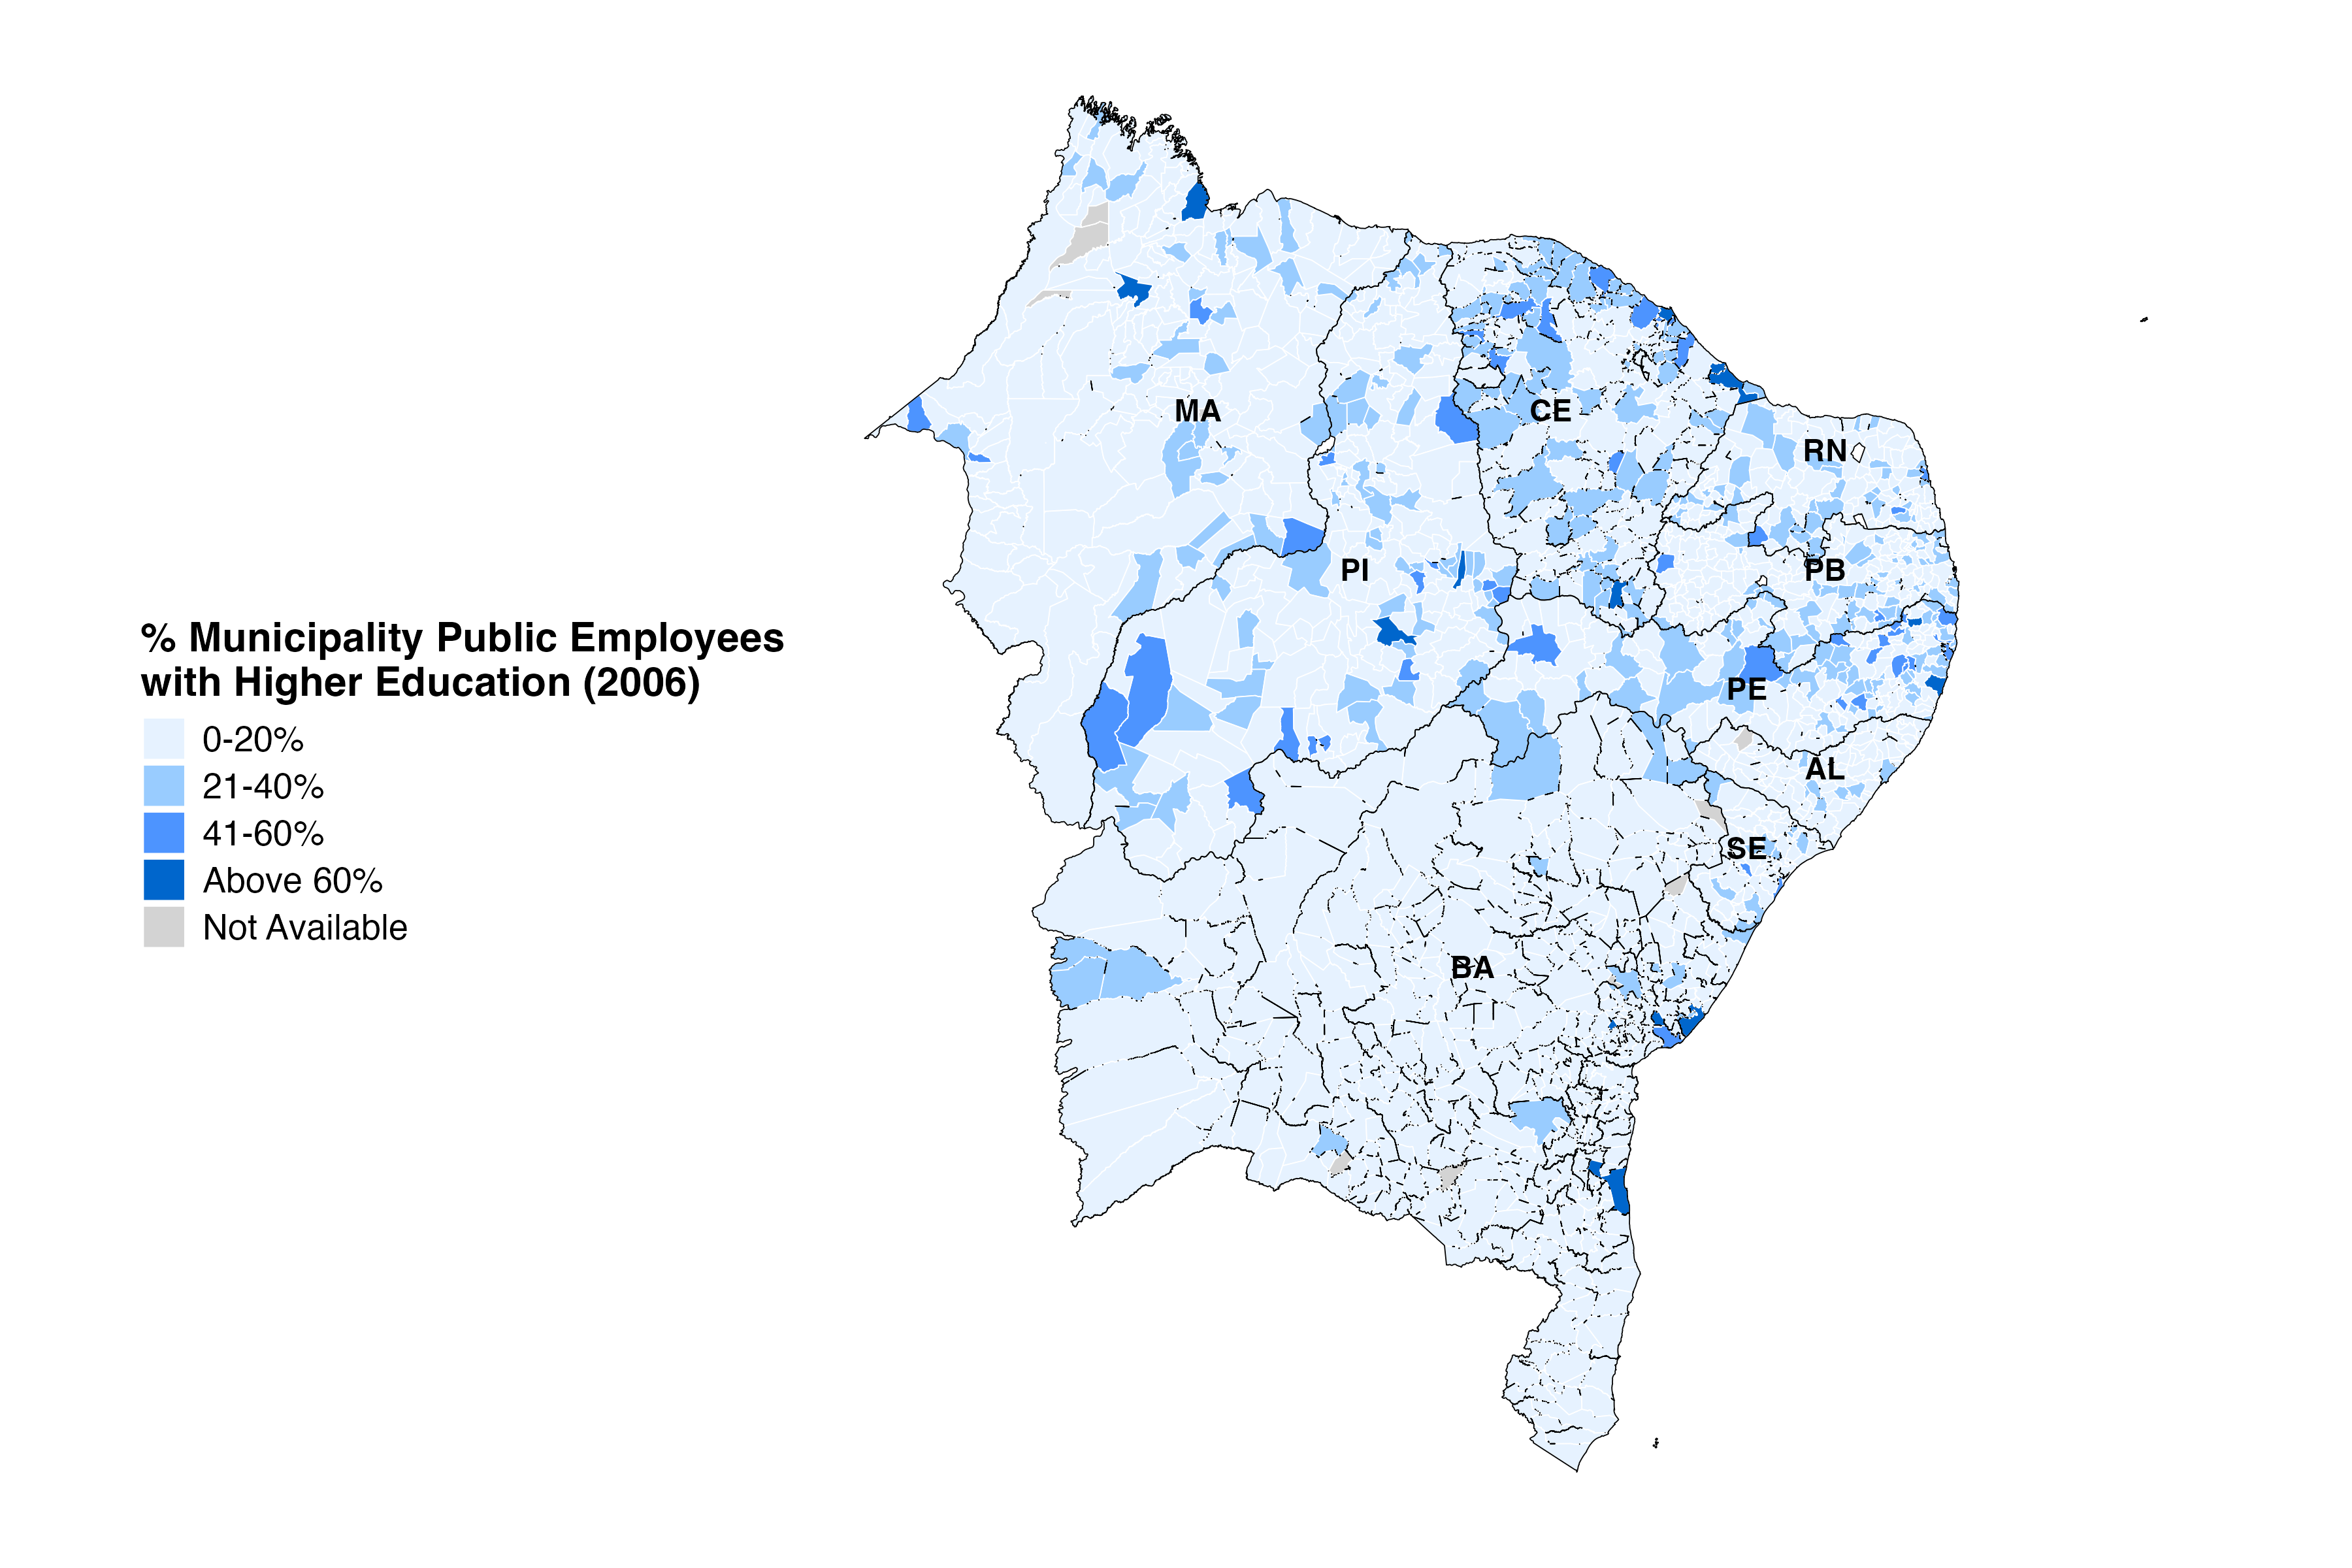 % Municipality Public Employees
with Higher Education (2006)
0-20%
21-40%
41-60%
Above 60%
Not Available
MA
CE
RN
PI
PB
PE
AL
SE
BA